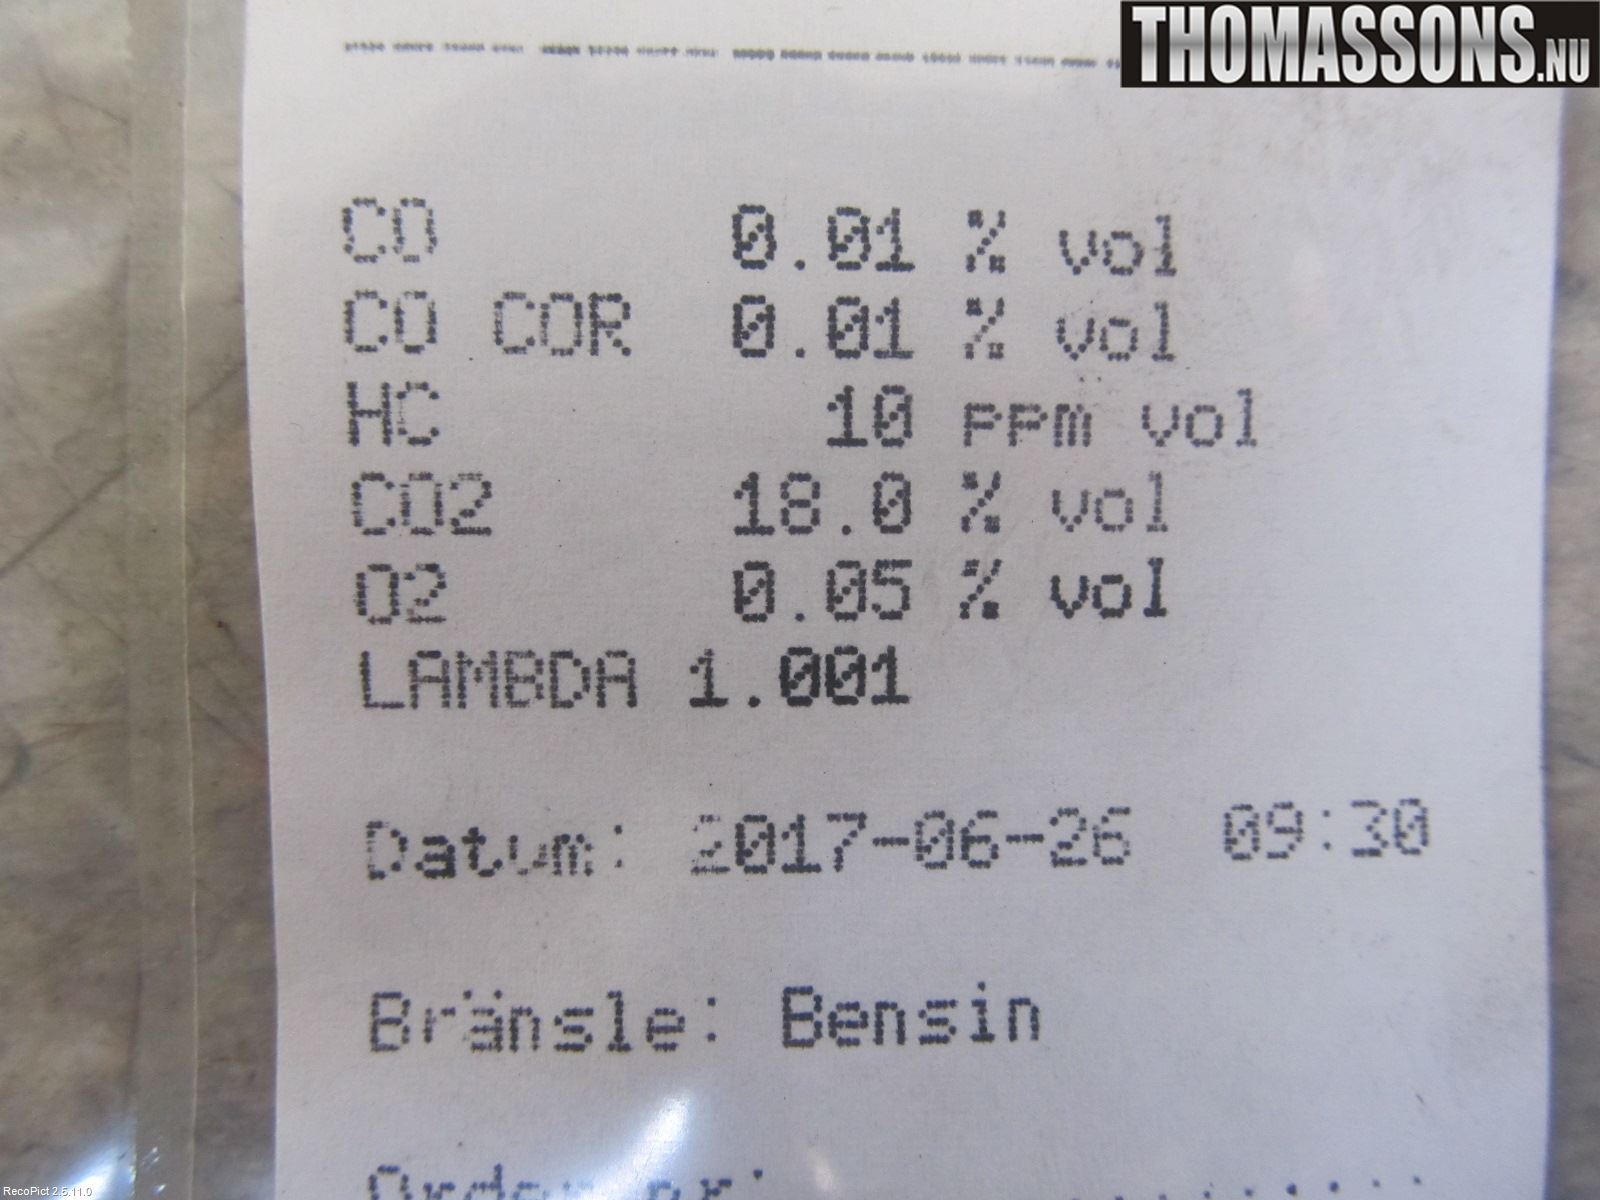 THOMASSONS.NU
CO 0.01 % vol
CO COR 0.01 % vol
HC 10 ppm vol
CO2 18.0 % vol
O2 0.05 % vol
LAMBDA 1.001
Datum: 2017-06-26 09:30
Bränsle: Bensin
RecoPict 2.5.11.0